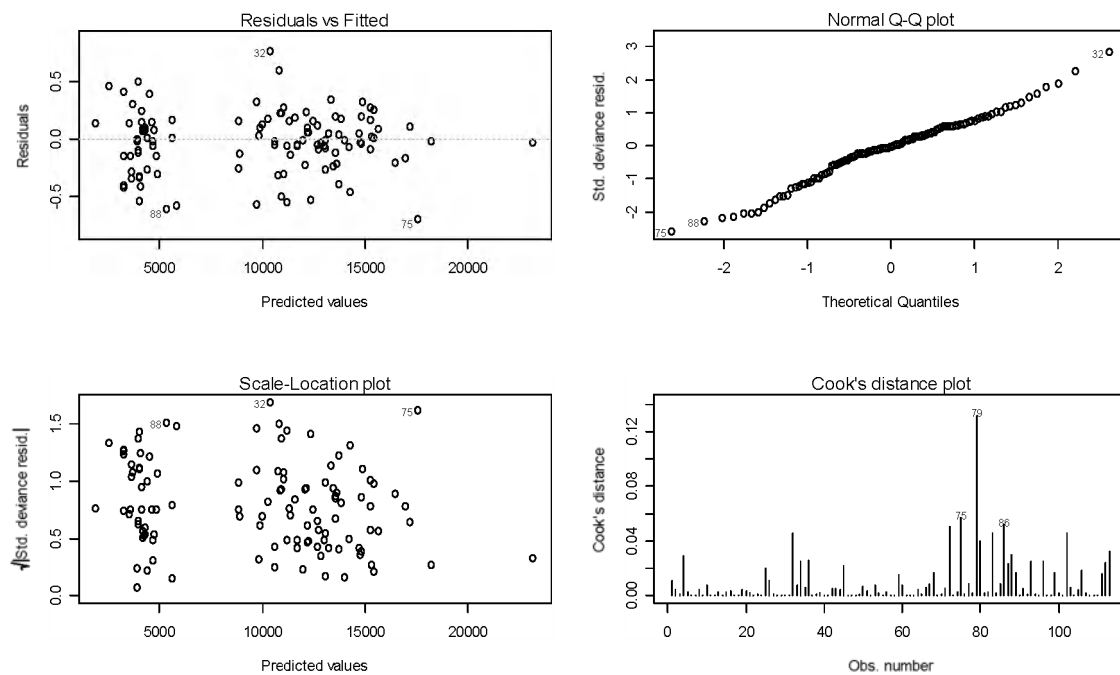 Residuals vs Fitted
Residuals
0.5
0.0
-0.5
32
88
75
5000 10000 15000 20000
Predicted values
Normal Q-Q plot
Std. deviance resid.
3
2
1
0
-1
-2
32
88
75
-2 -1 0 1 2
Theoretical Quantiles
Scale-Location plot
√|Std. deviance resid.|
1.5
1.0
0.5
0.0
32
88
75
5000 10000 15000 20000
Predicted values
Cook's distance plot
Cook's distance
0.12
0.08
0.04
0.00
79
75
86
0 20 40 60 80 100
Obs. number